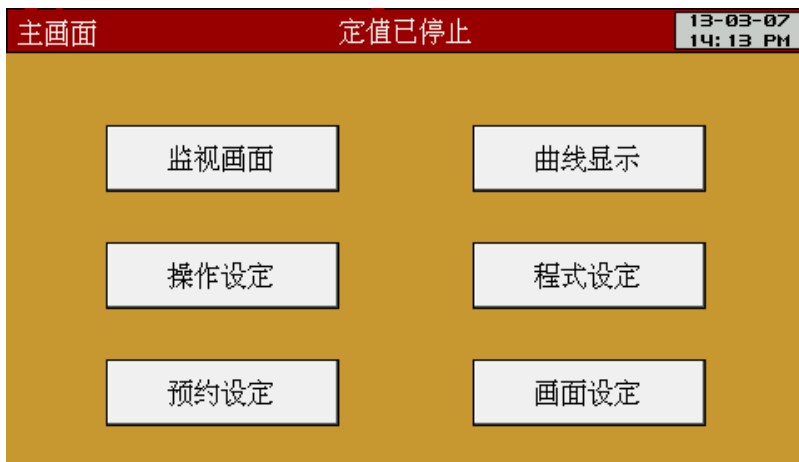 主画面
定值已停止
13-03-07
14:13 PM
监视画面
曲线显示
操作设定
程式设定
预约设定
画面设定